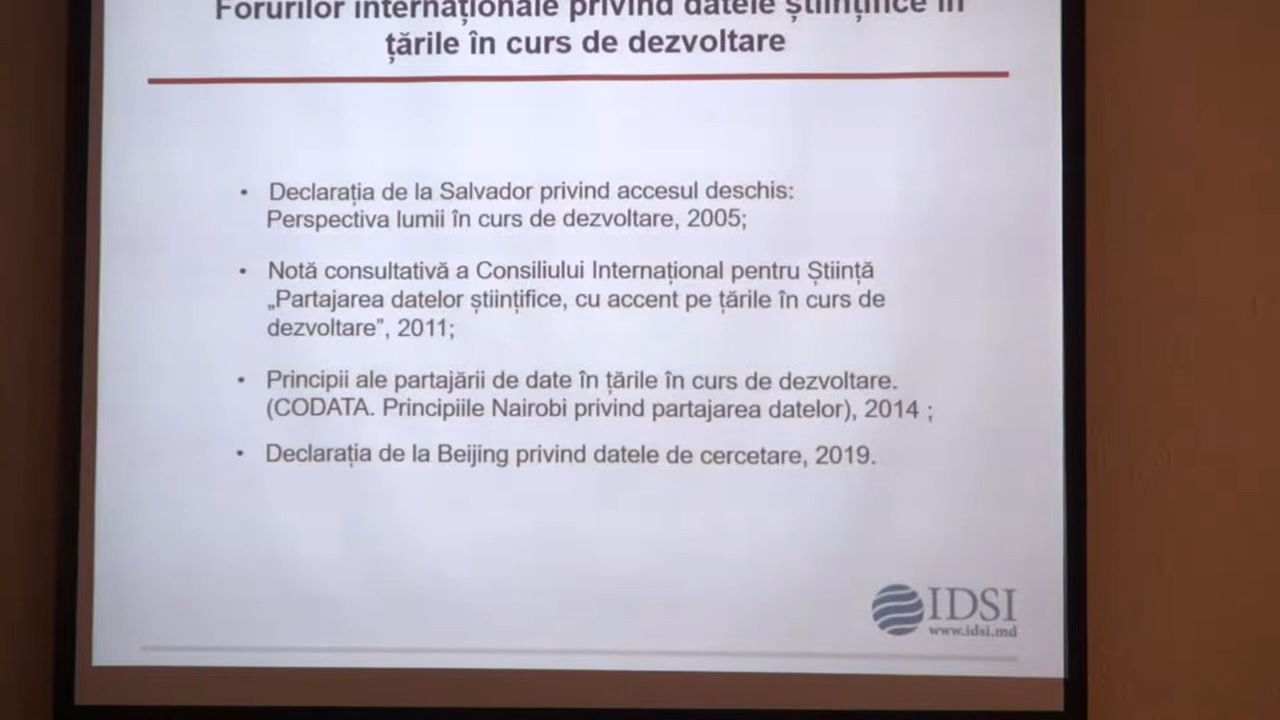 Forurilor internaționale privind datele științifice în
țările în curs de dezvoltare
• Declarația de la Salvador privind accesul deschis:
Perspectiva lumii în curs de dezvoltare, 2005;
• Notă consultativă a Consiliului Internațional pentru Știință
„Partajarea datelor științifice, cu accent pe țările în curs de
dezvoltare”, 2011;
• Principii ale partajării de date în țările în curs de dezvoltare.
(CODATA. Principiile Nairobi privind partajarea datelor), 2014 ;
• Declarația de la Beijing privind datele de cercetare, 2019.
IDSI
www.idsi.md